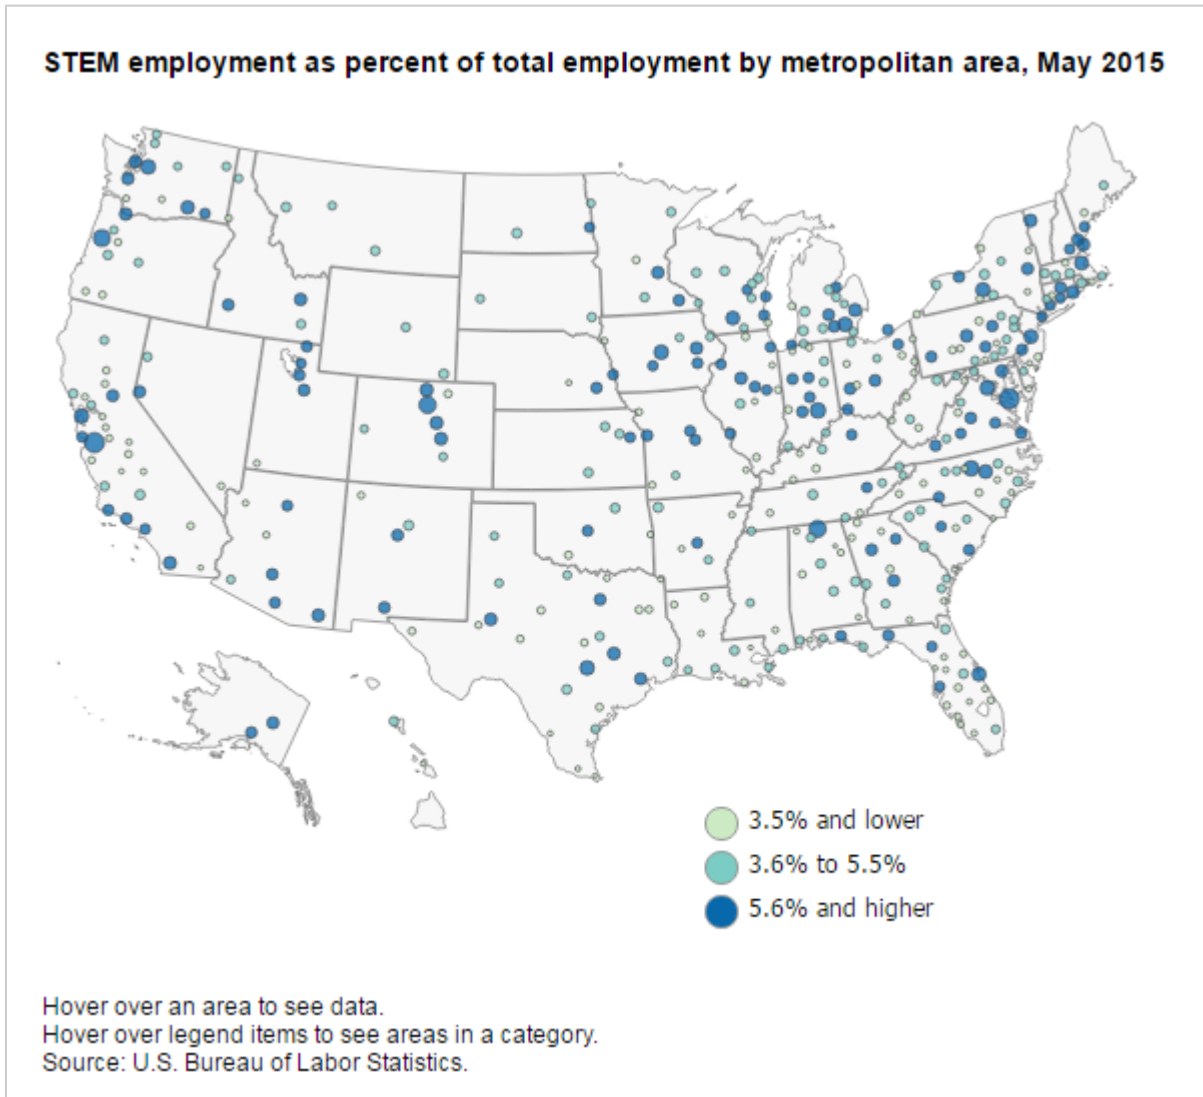 STEM employment as percent of total employment by metropolitan area, May 2015
3.5% and lower
3.6% to 5.5%
5.6% and higher
Hover over an area to see data.
Hover over legend items to see areas in a category.
Source: U.S. Bureau of Labor Statistics.